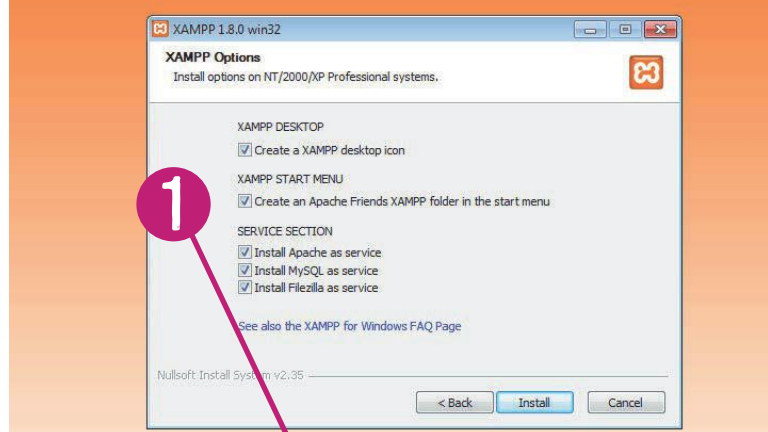 XAMPP 1.8.0 win32
XAMPP Options
Install options on NT/2000/XP Professional systems.
XAMPP DESKTOP
Create a XAMPP desktop icon
XAMPP START MENU
1
Create an Apache Friends XAMPP folder in the start menu
SERVICE SECTION
Install Apache as service
Install MySQL as service
Install Filezilla as service
See also the XAMPP for Windows FAQ Page
Nullsoft Install System v2.35
< Back Install Cancel